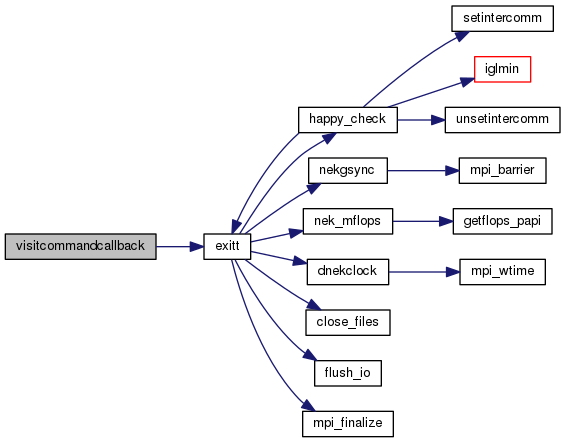 setintercomm
iglmin
happy_check
unsetintercomm
nekgsync
mpi_barrier
nek_mflops
getflops_papi
visitcommandcallback
exitt
dnekclock
mpi_wtime
close_files
flush_io
mpi_finalize